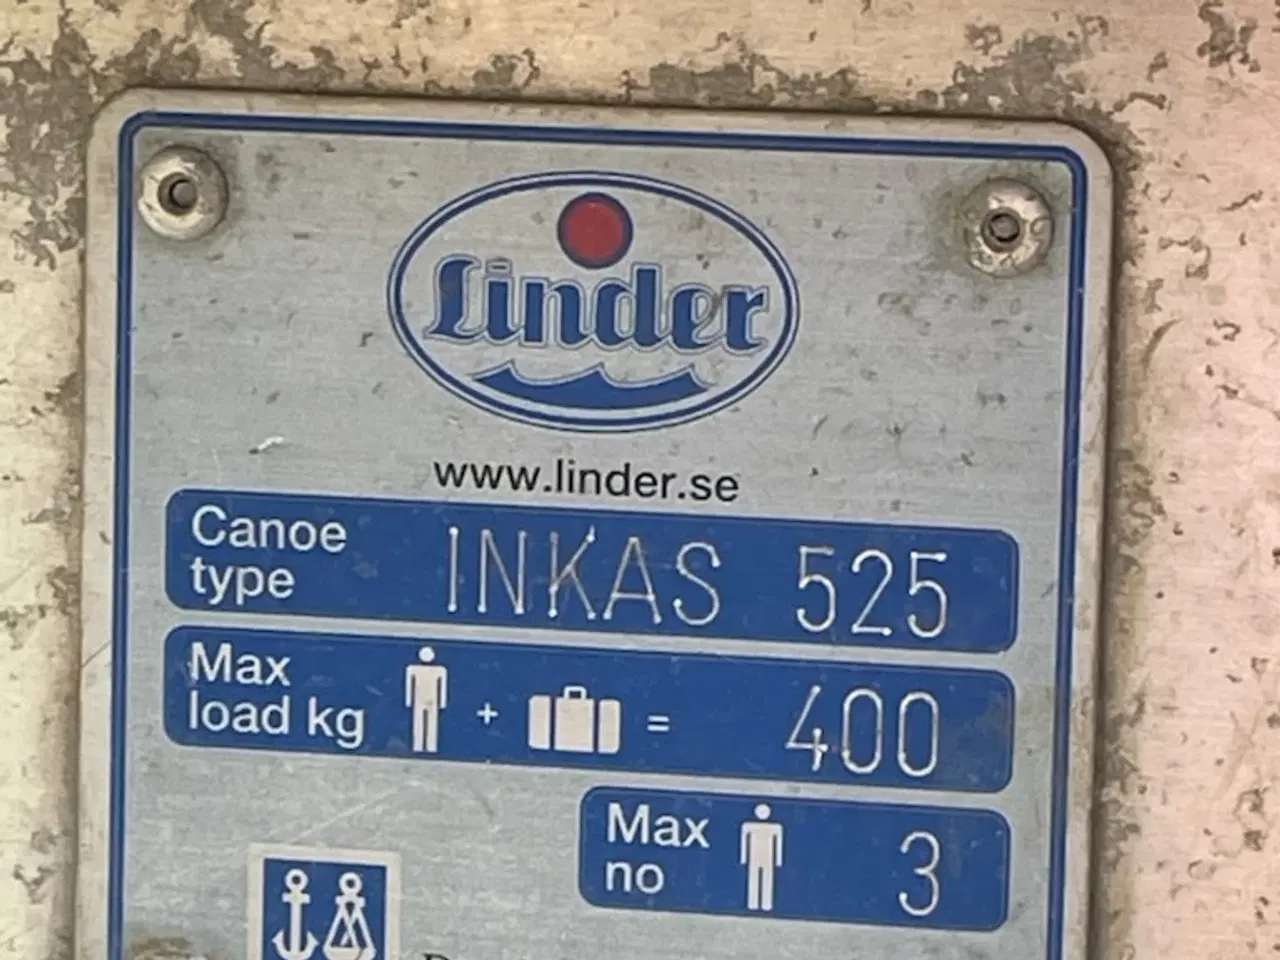 Linder
www.linder.se
Canoe type INKAS 525
Max load kg + = 400
Max no 3